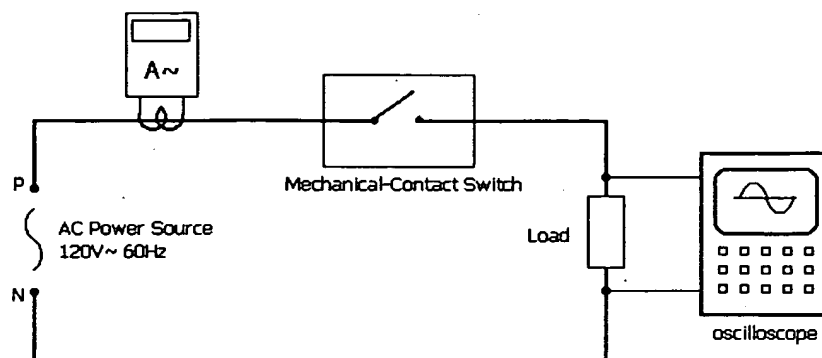 A~
Mechanical-Contact Switch
P
AC Power Source
120V~ 60Hz
Load
N
oscilloscope